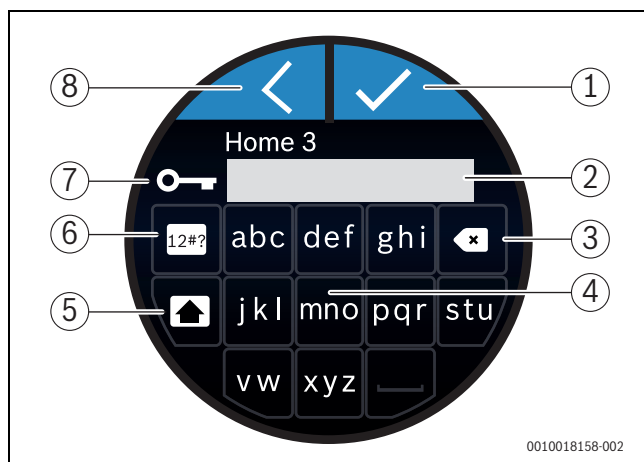 8 1
Home 3
7 2
6 12#? abc def ghi 3
5 jkl mno pqr stu 4
vw xyz
0010018158-002